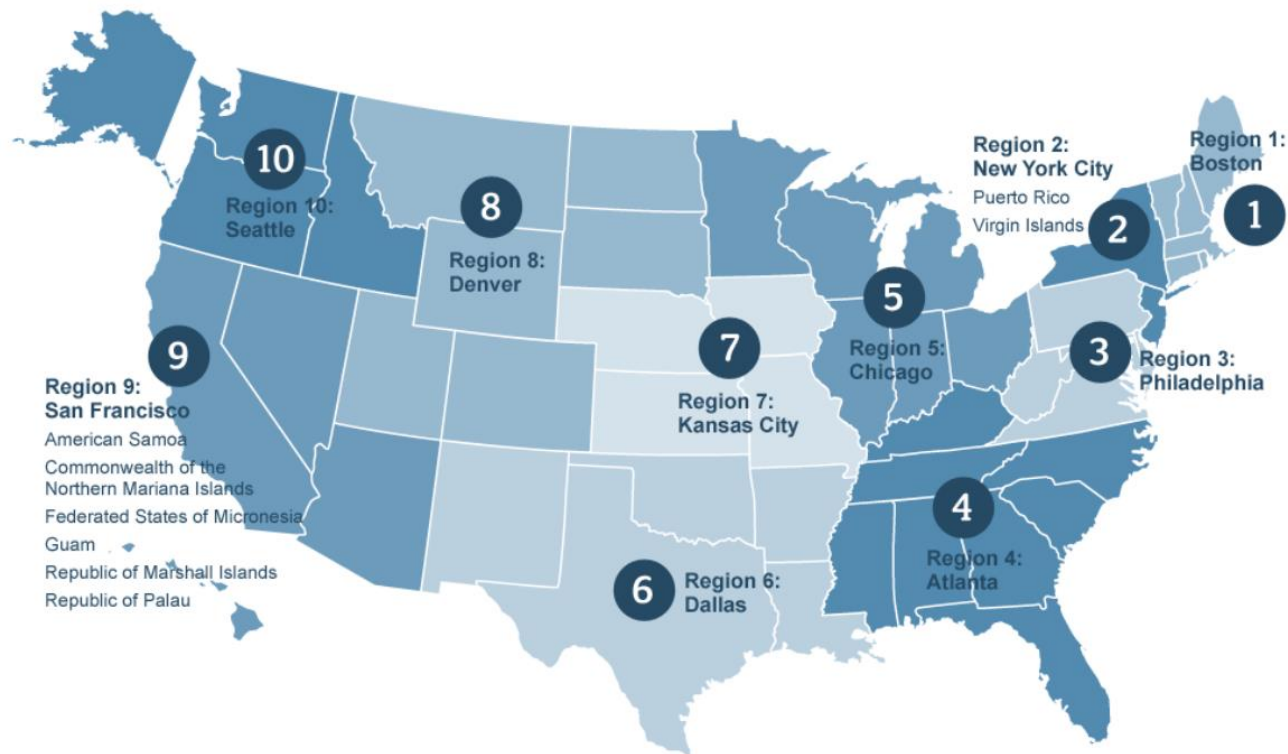 10
Region 10:
Seattle
8
Region 8:
Denver
Region 2:
New York City
Puerto Rico
Virgin Islands
2
Region 1:
Boston
1
9
Region 9:
San Francisco
American Samoa
Commonwealth of the
Northern Mariana Islands
Federated States of Micronesia
Guam
Republic of Marshall Islands
Republic of Palau
7
Region 7:
Kansas City
5
Region 5:
Chicago
3
Region 3:
Philadelphia
6
Region 6:
Dallas
4
Region 4:
Atlanta